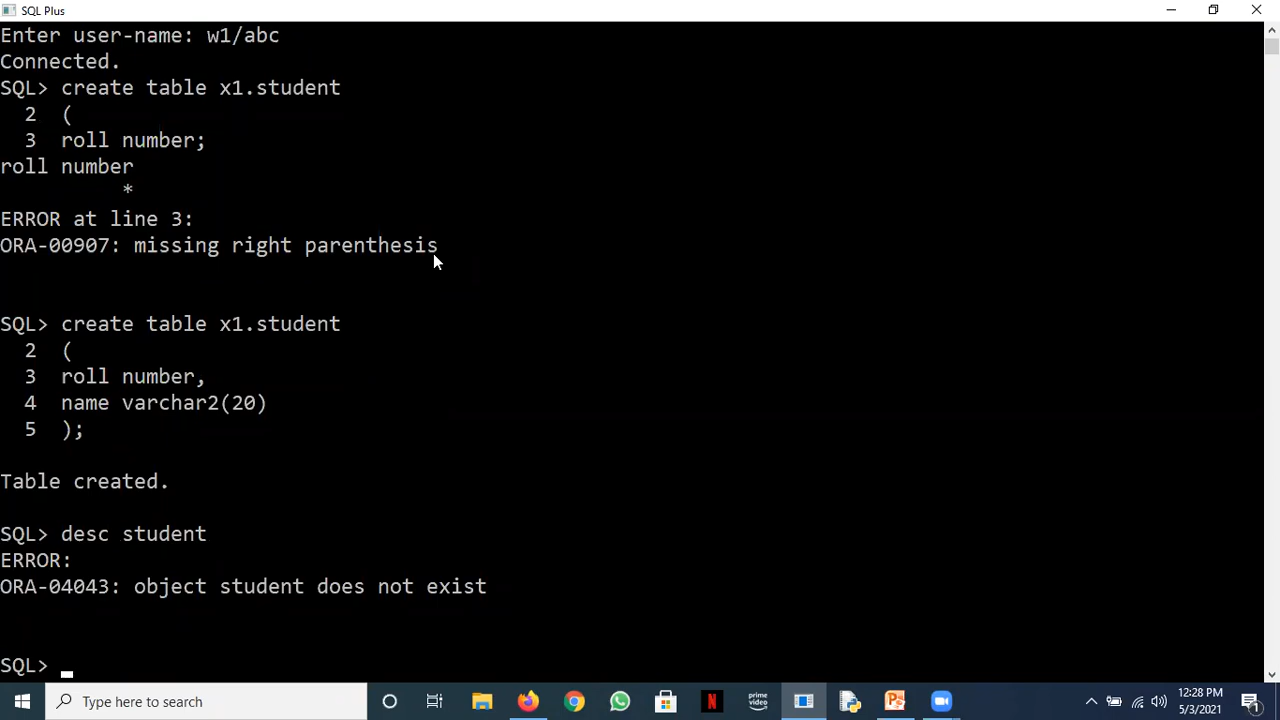 SQL Plus
Enter user-name: w1/abc
Connected.
SQL> create table x1.student
  2  (
  3  roll number;
roll number
          *
ERROR at line 3:
ORA-00907: missing right parenthesis
SQL> create table x1.student
  2  (
  3  roll number,
  4  name varchar2(20)
  5  );
Table created.
SQL> desc student
ERROR:
ORA-04043: object student does not exist
SQL>
Type here to search
N
prime video
12:28 PM
5/3/2021
1